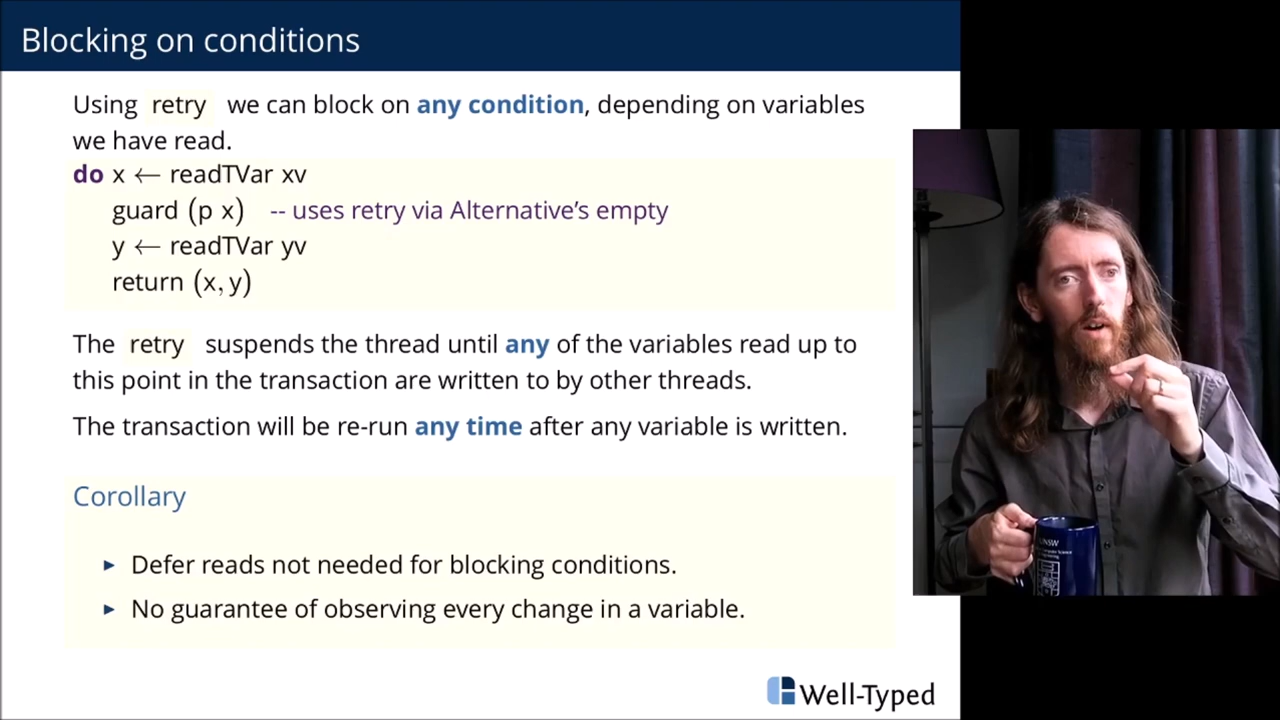 Blocking on conditions
Using retry we can block on any condition, depending on variables
we have read.
do x ← readTVar xv
guard (p x) -- uses retry via Alternative's empty
y ← readTVar yv
return (x, y)
The retry suspends the thread until any of the variables read up to
this point in the transaction are written to by other threads.
The transaction will be re-run any time after any variable is written.
Corollary
▸ Defer reads not needed for blocking conditions.
▸ No guarantee of observing every change in a variable.
Well-Typed
UNSW